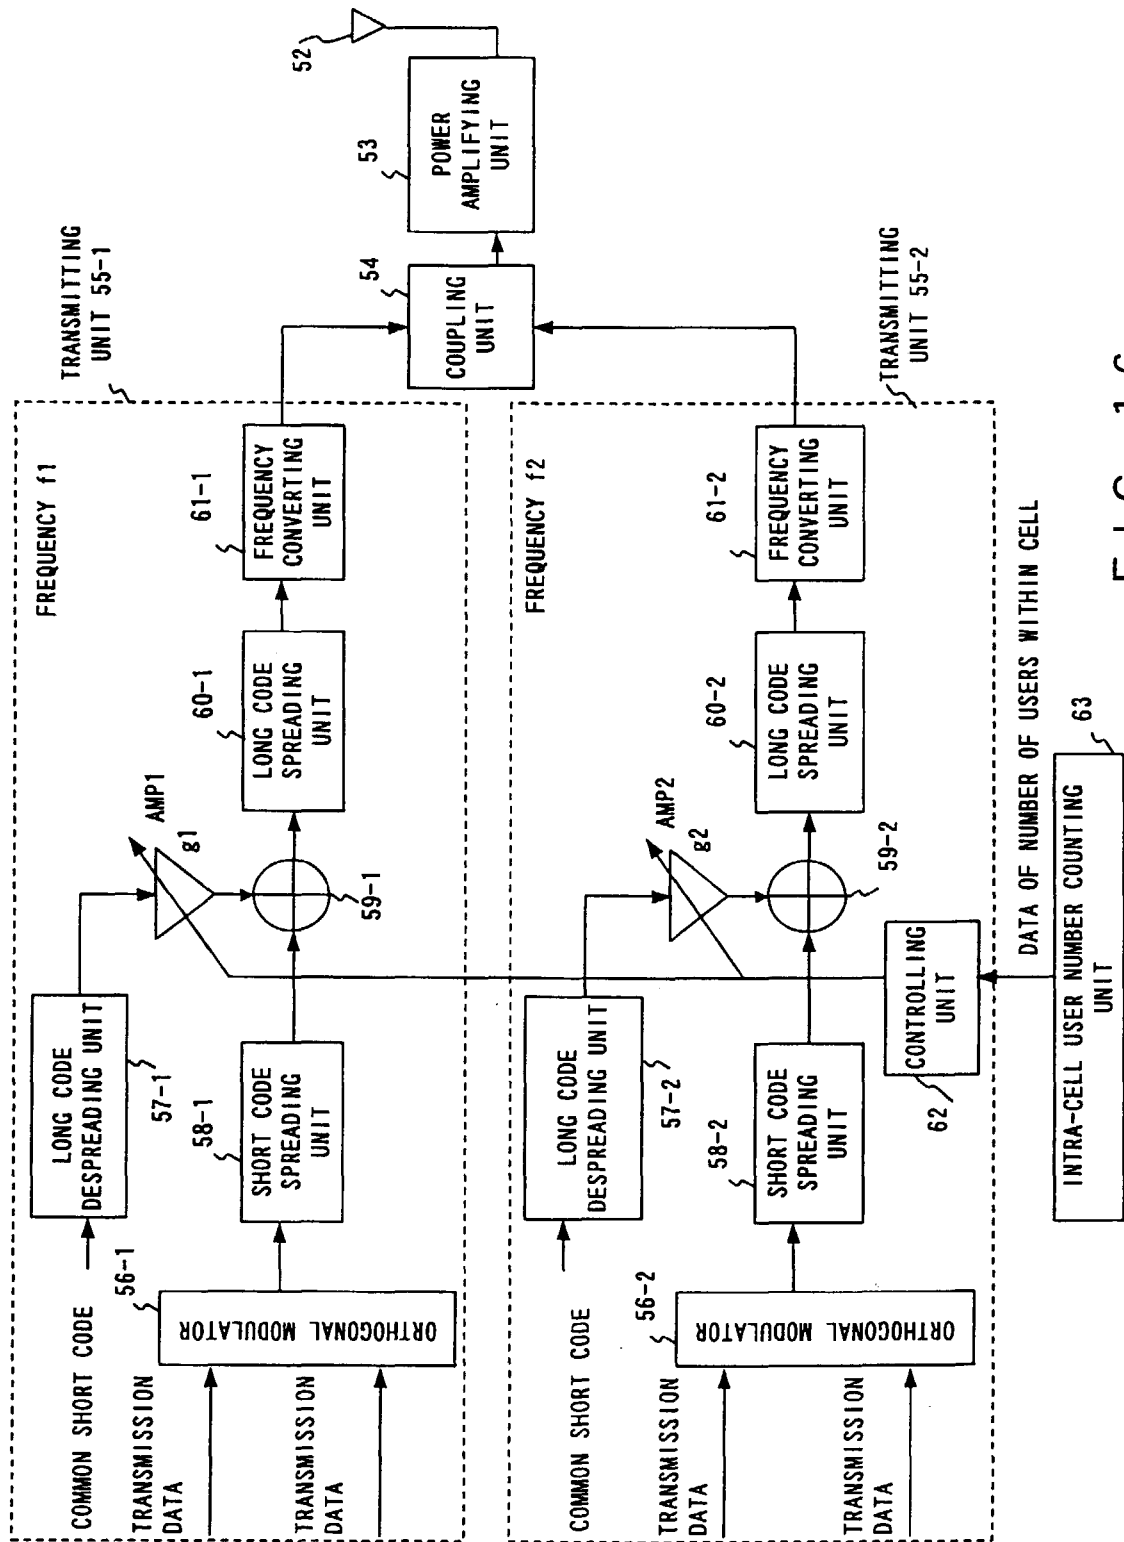 TRANSMITTING
UNIT 55-1
FREQUENCY f1
COMMON SHORT CODE
LONG CODE
DESPREADING UNIT
57-1
AMP1
g1
TRANSMISSION
DATA
TRANSMISSION
DATA
56-1
ORTHOGONAL MODULATOR
58-1
SHORT CODE
SPREADING
UNIT
59-1
60-1
LONG CODE
SPREADING
UNIT
61-1
FREQUENCY
CONVERTING
UNIT
54
COUPLING
UNIT
53
POWER
AMPLIFYING
UNIT
52
TRANSMITTING
UNIT 55-2
FREQUENCY f2
COMMON SHORT CODE
LONG CODE
DESPREADING UNIT
57-2
AMP2
g2
TRANSMISSION
DATA
TRANSMISSION
DATA
56-2
ORTHOGONAL MODULATOR
58-2
SHORT CODE
SPREADING
UNIT
59-2
60-2
LONG CODE
SPREADING
UNIT
61-2
FREQUENCY
CONVERTING
UNIT
CONTROLLING
UNIT
62
DATA OF NUMBER OF USERS WITHIN CELL
INTRA-CELL USER NUMBER COUNTING
UNIT
63